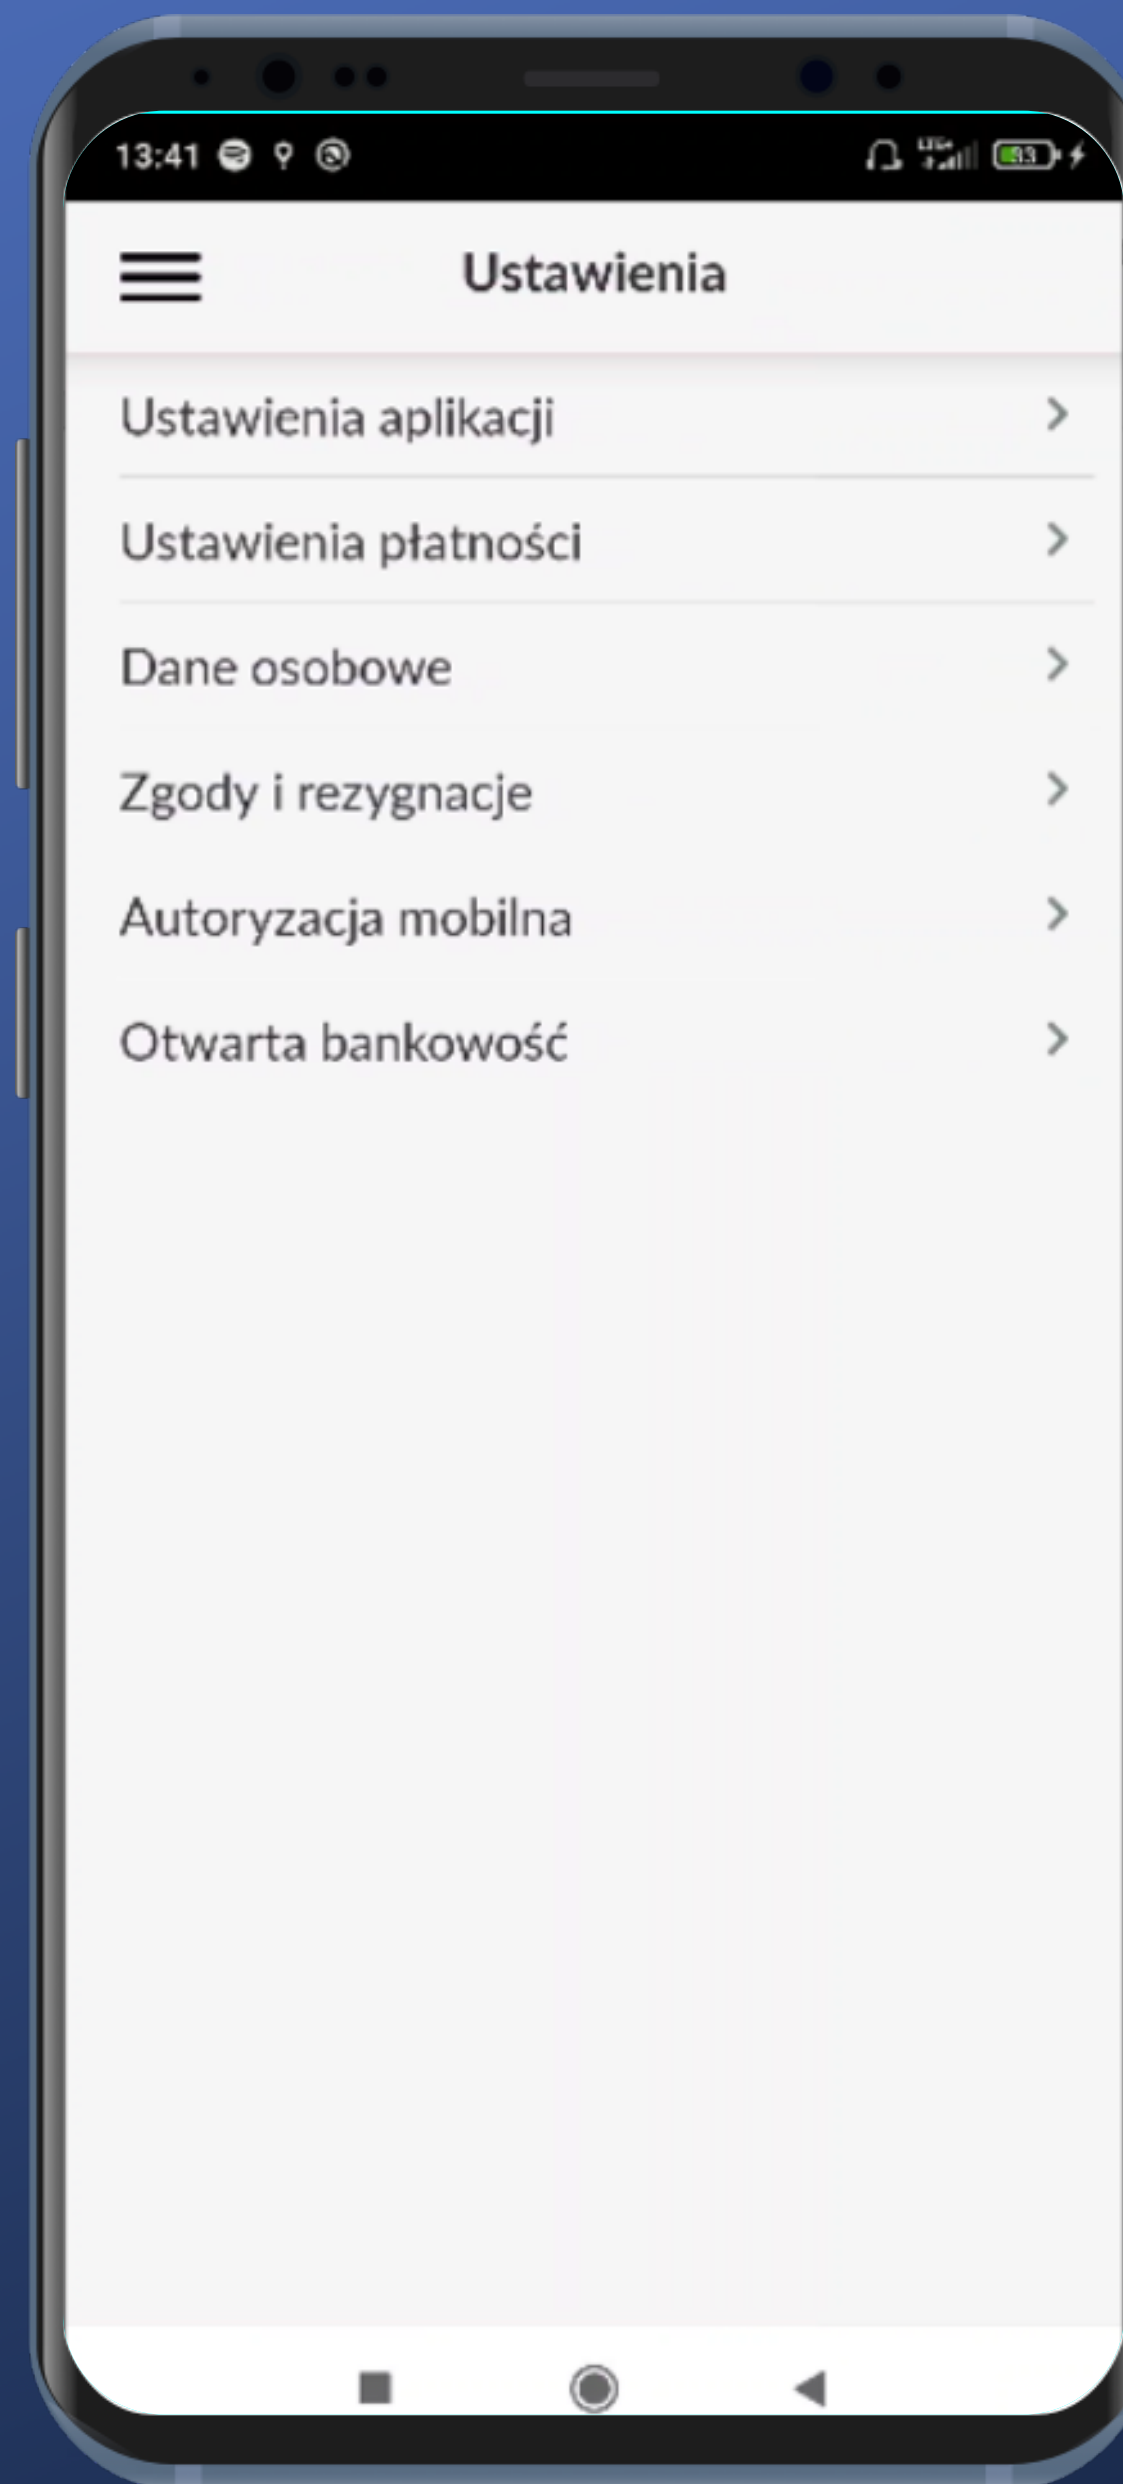 13:41
Ustawienia
Ustawienia aplikacji
Ustawienia płatności
Dane osobowe
Zgody i rezygnacje
Autoryzacja mobilna
Otwarta bankowość